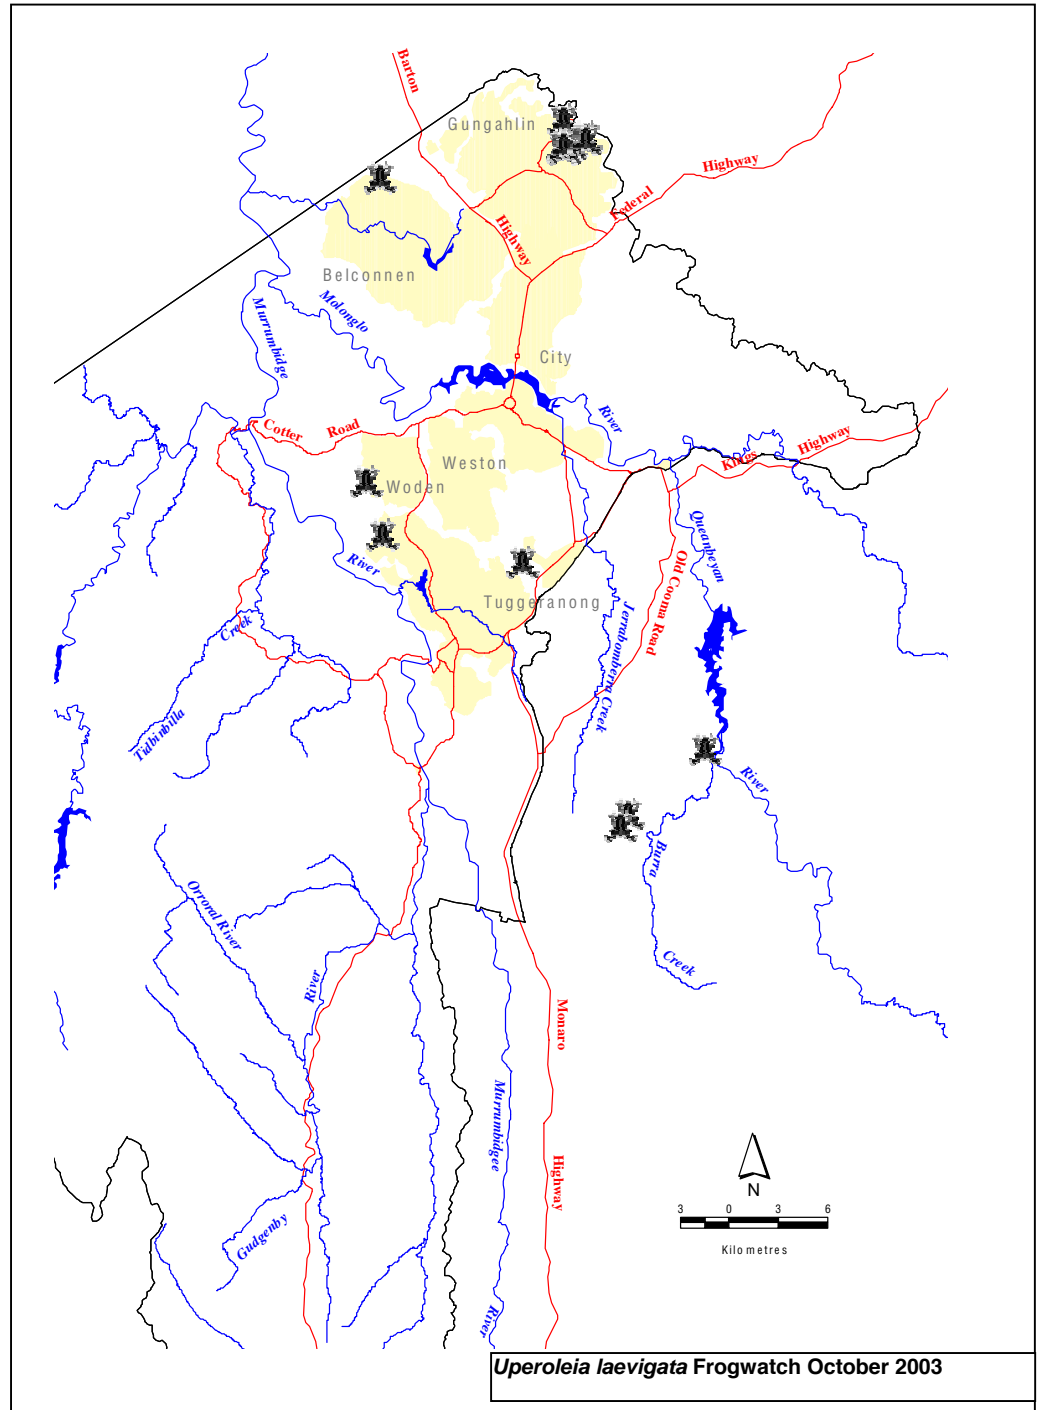 Barton
Gungahlin
Highway
Federal
Highway
Belconnen
Molonglo
Murrumbidge
City
River
Cotter Road
Kings Highway
Weston
Woden
Queanbeyan
River
Old Cooma Road
Tuggeranong
Jerrabomberra Creek
Creek
Tidbinbilla
River
Burra
Orroral River
Creek
River
Monaro
Murrumbidgee
Highway
N
3 0 3 6
Kilometres
Gudgenby
River
Uperoleia laevigata Frogwatch October 2003